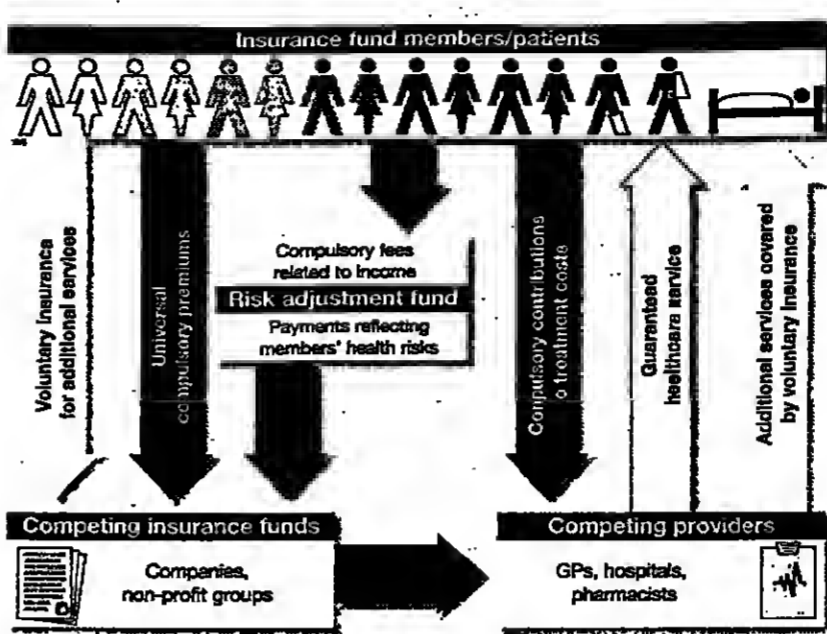 Insurance fund members/patients
Voluntary insurance
for additional services
Universal
compulsory premiums
Compulsory fees
related to income
Risk adjustment fund
Payments reflecting
members' health risks
Compulsory contributions
o treatment costs
Guaranteed
healthcare service
Additional services covered
by voluntary insurance
Competing insurance funds
Companies,
non-profit groups
Competing providers
GPs, hospitals,
pharmacists